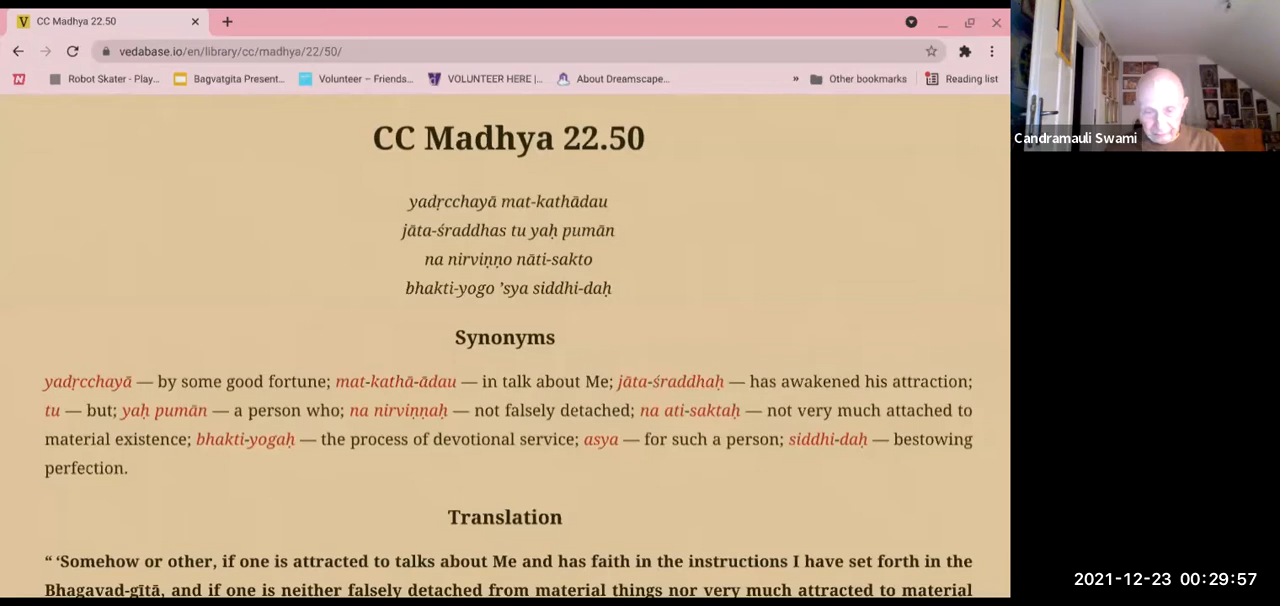 CC Madhya 22.50
vedabase.io/en/library/cc/madhya/22/50/
Robot Skater - Play... Bagvatgita Present... Volunteer – Friends... VOLUNTEER HERE |... About Dreamscape... » Other bookmarks Reading list
CC Madhya 22.50
yadṛcchayā mat-kathādau
jāta-śraddhas tu yaḥ pumān
na nirviṇṇo nāti-sakto
bhakti-yogo ’sya siddhi-daḥ
Synonyms
yadṛcchayā — by some good fortune; mat-kathā-ādau — in talk about Me; jāta-śraddhaḥ — has awakened his attraction;
tu — but; yaḥ pumān — a person who; na nirviṇṇaḥ — not falsely detached; na ati-saktaḥ — not very much attached to
material existence; bhakti-yogaḥ — the process of devotional service; asya — for such a person; siddhi-daḥ — bestowing
perfection.
Translation
“ ‘Somehow or other, if one is attracted to talks about Me and has faith in the instructions I have set forth in the
Bhagavad-gītā, and if one is neither falsely detached from material things nor very much attracted to material
Candramauli Swami
2021-12-23 00:29:57